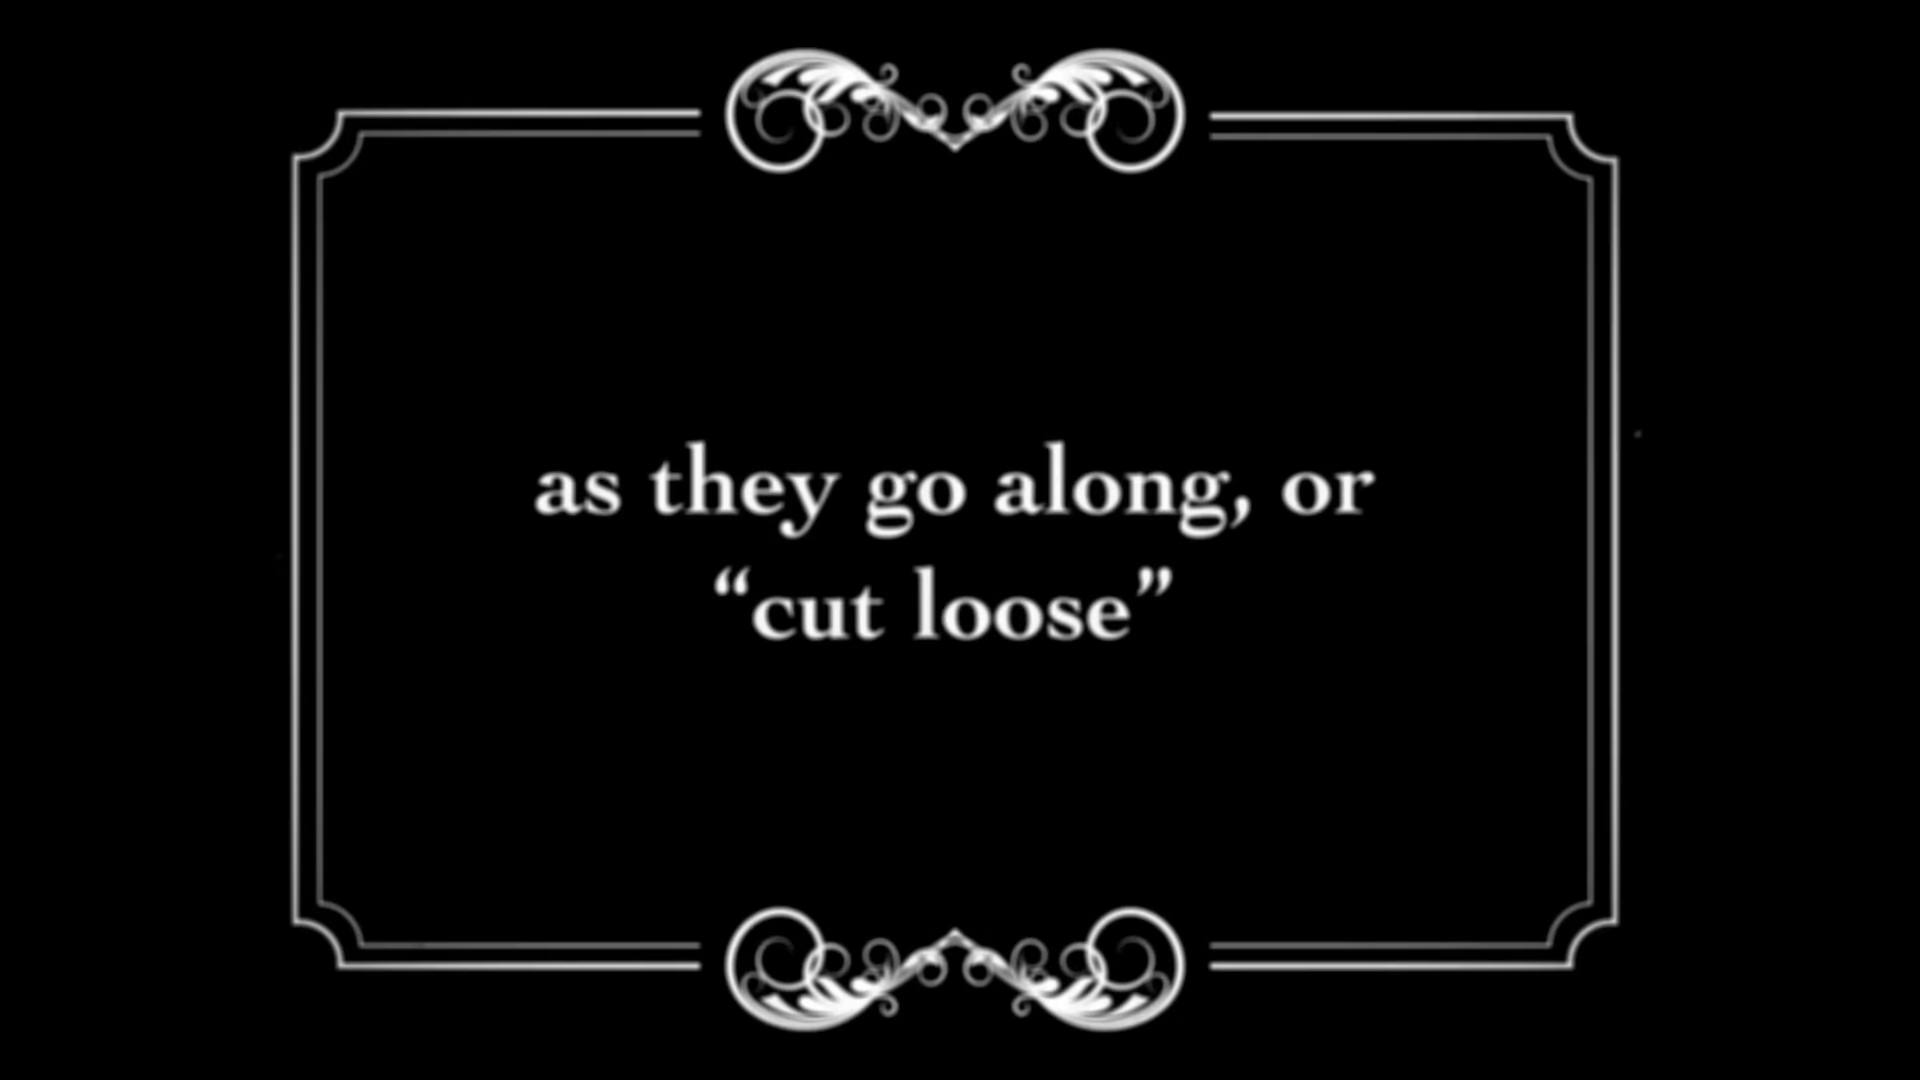 as they go along, or
“cut loose”